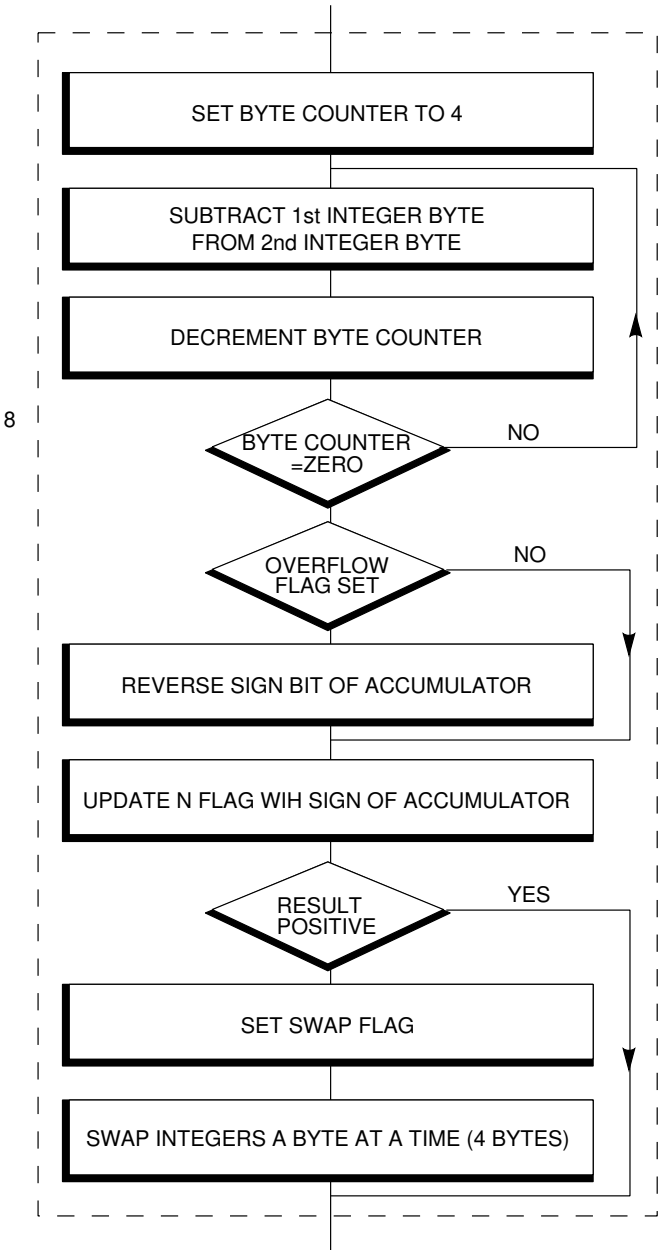 SET BYTE COUNTER TO 4
SUBTRACT 1st INTEGER BYTE
FROM 2nd INTEGER BYTE
DECREMENT BYTE COUNTER
8
BYTE COUNTER
=ZERO
NO
OVERFLOW
FLAG SET
NO
REVERSE SIGN BIT OF ACCUMULATOR
UPDATE N FLAG WIH SIGN OF ACCUMULATOR
RESULT
POSITIVE
YES
SET SWAP FLAG
SWAP INTEGERS A BYTE AT A TIME (4 BYTES)